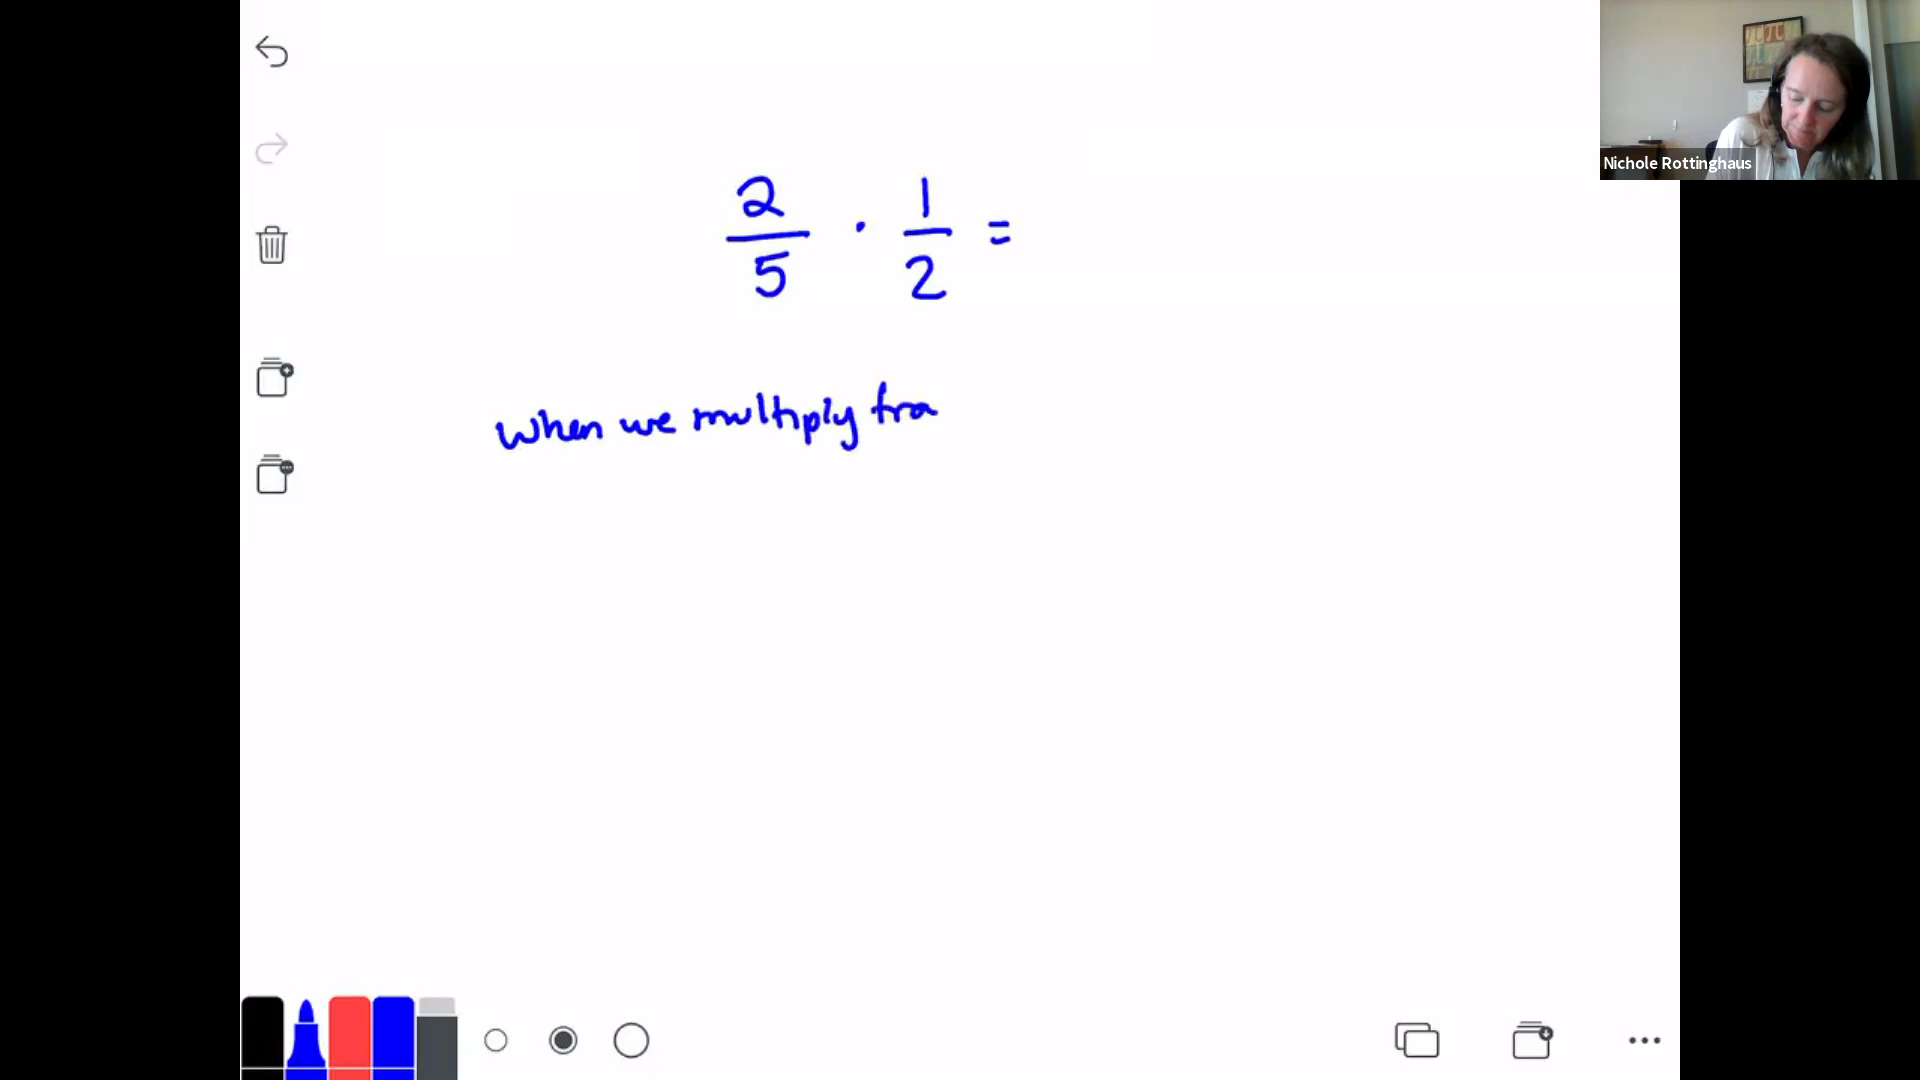 Nichole Rottinghaus
2/5 · 1/2 =
When we multiply fra